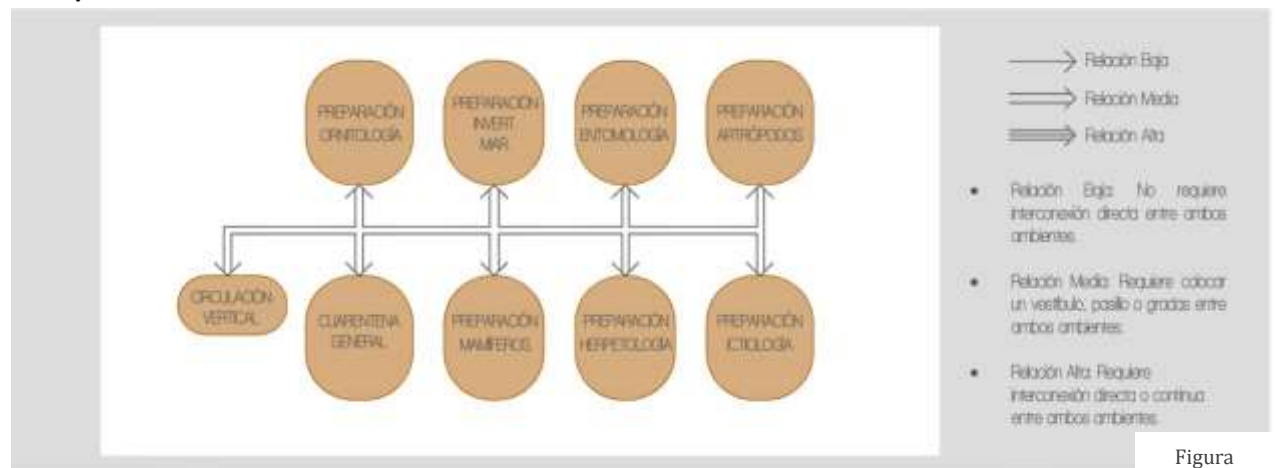 PREPARACIÓN
ORNITOLOGÍA
PREPARACIÓN
INVERT
MAR.
PREPARACIÓN
ENTOMOLOGÍA
PREPARACIÓN
ARTRÓPODOS.
CIRCULACIÓN
VERTICAL
CUARENTENA
GENERAL
PREPARACIÓN
MAMÍFEROS.
PREPARACIÓN
HERPETOLOGÍA
PREPARACIÓN
ICTIOLOGÍA
Relación Baja
Relación Media
Relación Alta
• Relación Baja: No requiere
interconexión directa entre ambos
ambientes.
• Relación Media: Requiere colocar
un vestíbulo, pasillo o gradas entre
ambos ambientes.
• Relación Alta: Requiere
interconexión directa o continua
entre ambos ambientes.
Figura